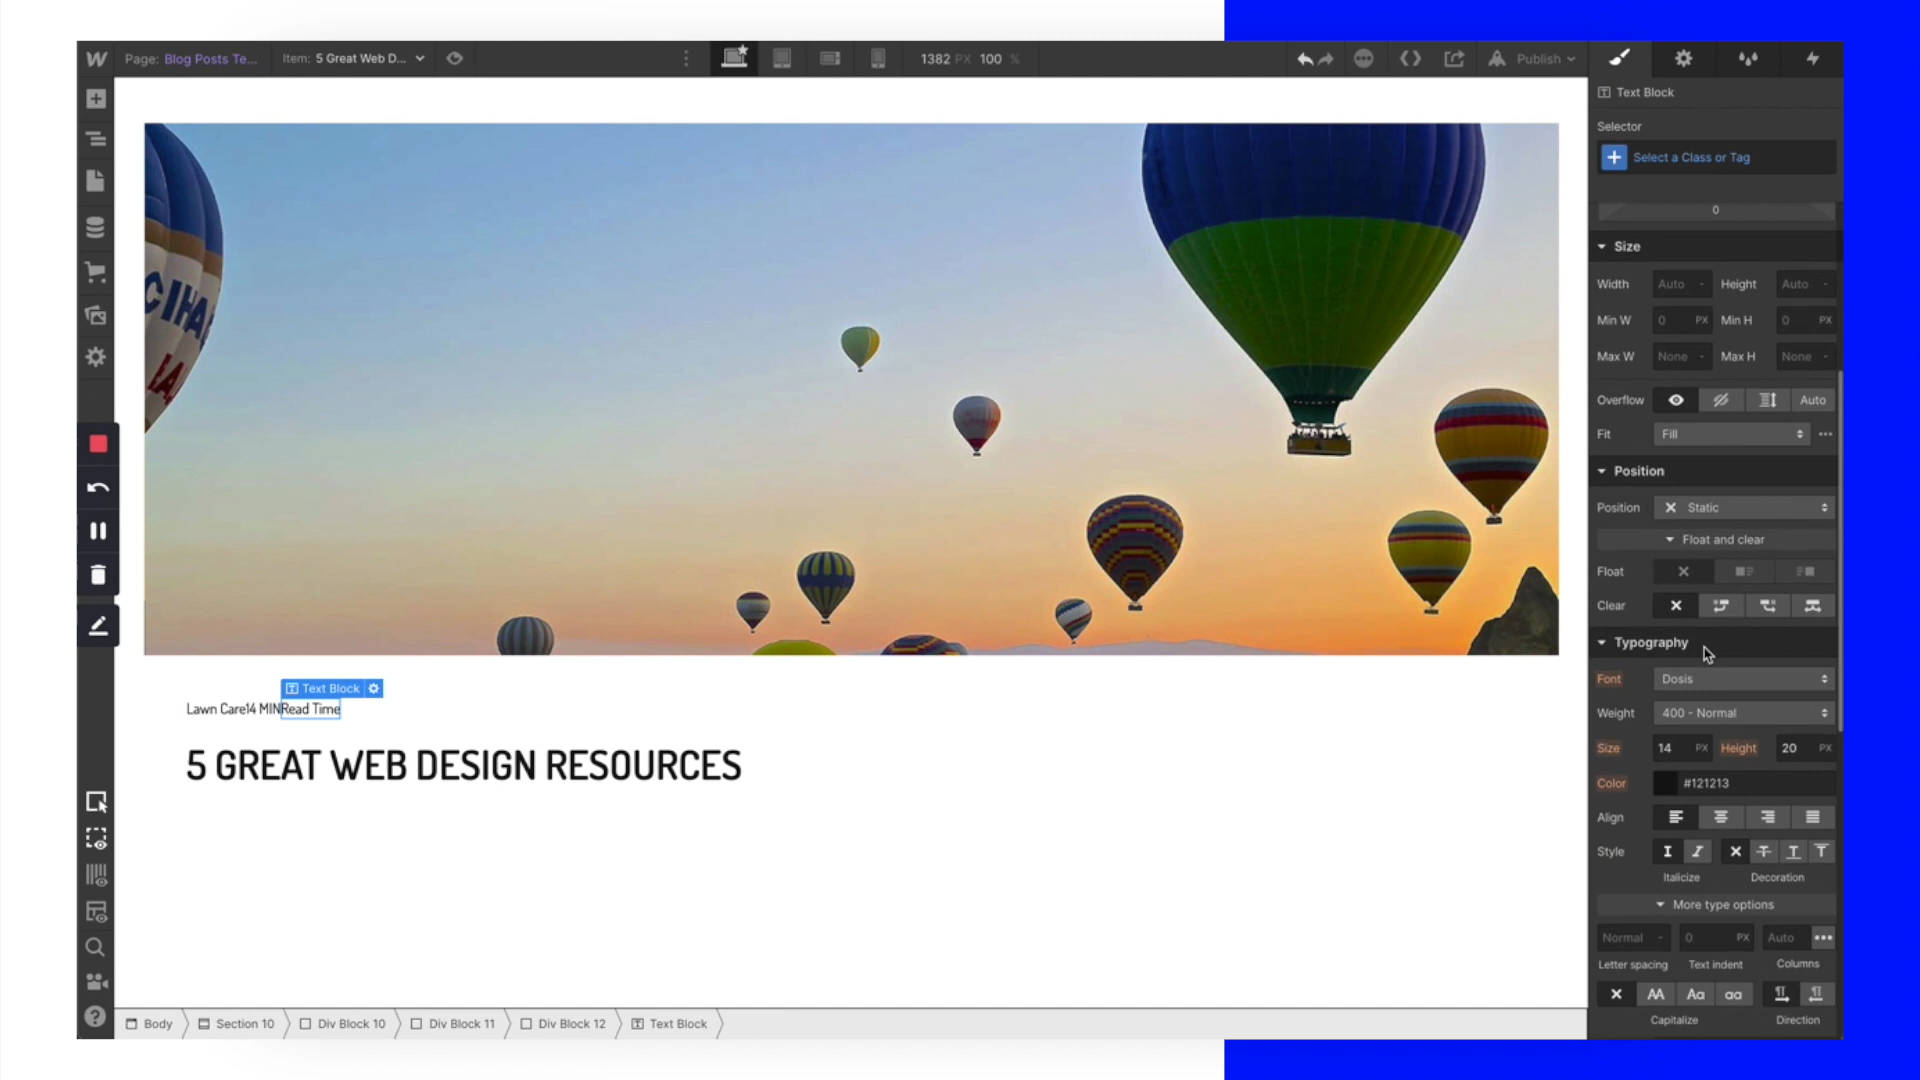 Page: Blog Posts Te...
Item: 5 Great Web D...
1382 PX 100 %
Publish
Text Block
Selector
Select a Class or Tag
0
Size
Width Auto - Height Auto -
Min W 0 PX Min H 0 PX
Max W None - Max H None -
Overflow Auto
Fit Fill
Position
Position Static
Float and clear
Float
Clear
Typography
Font Dosis
Weight 400 - Normal
Size 14 PX Height 20 PX
Color #121213
Align
Style
Italicize Decoration
More type options
Normal - 0 PX Auto
Letter spacing Text indent Columns
AA Aa aa
Capitalize Direction
Text Block
Lawn Care14 MINRead Time
5 GREAT WEB DESIGN RESOURCES
Body Section 10 Div Block 10 Div Block 11 Div Block 12 Text Block